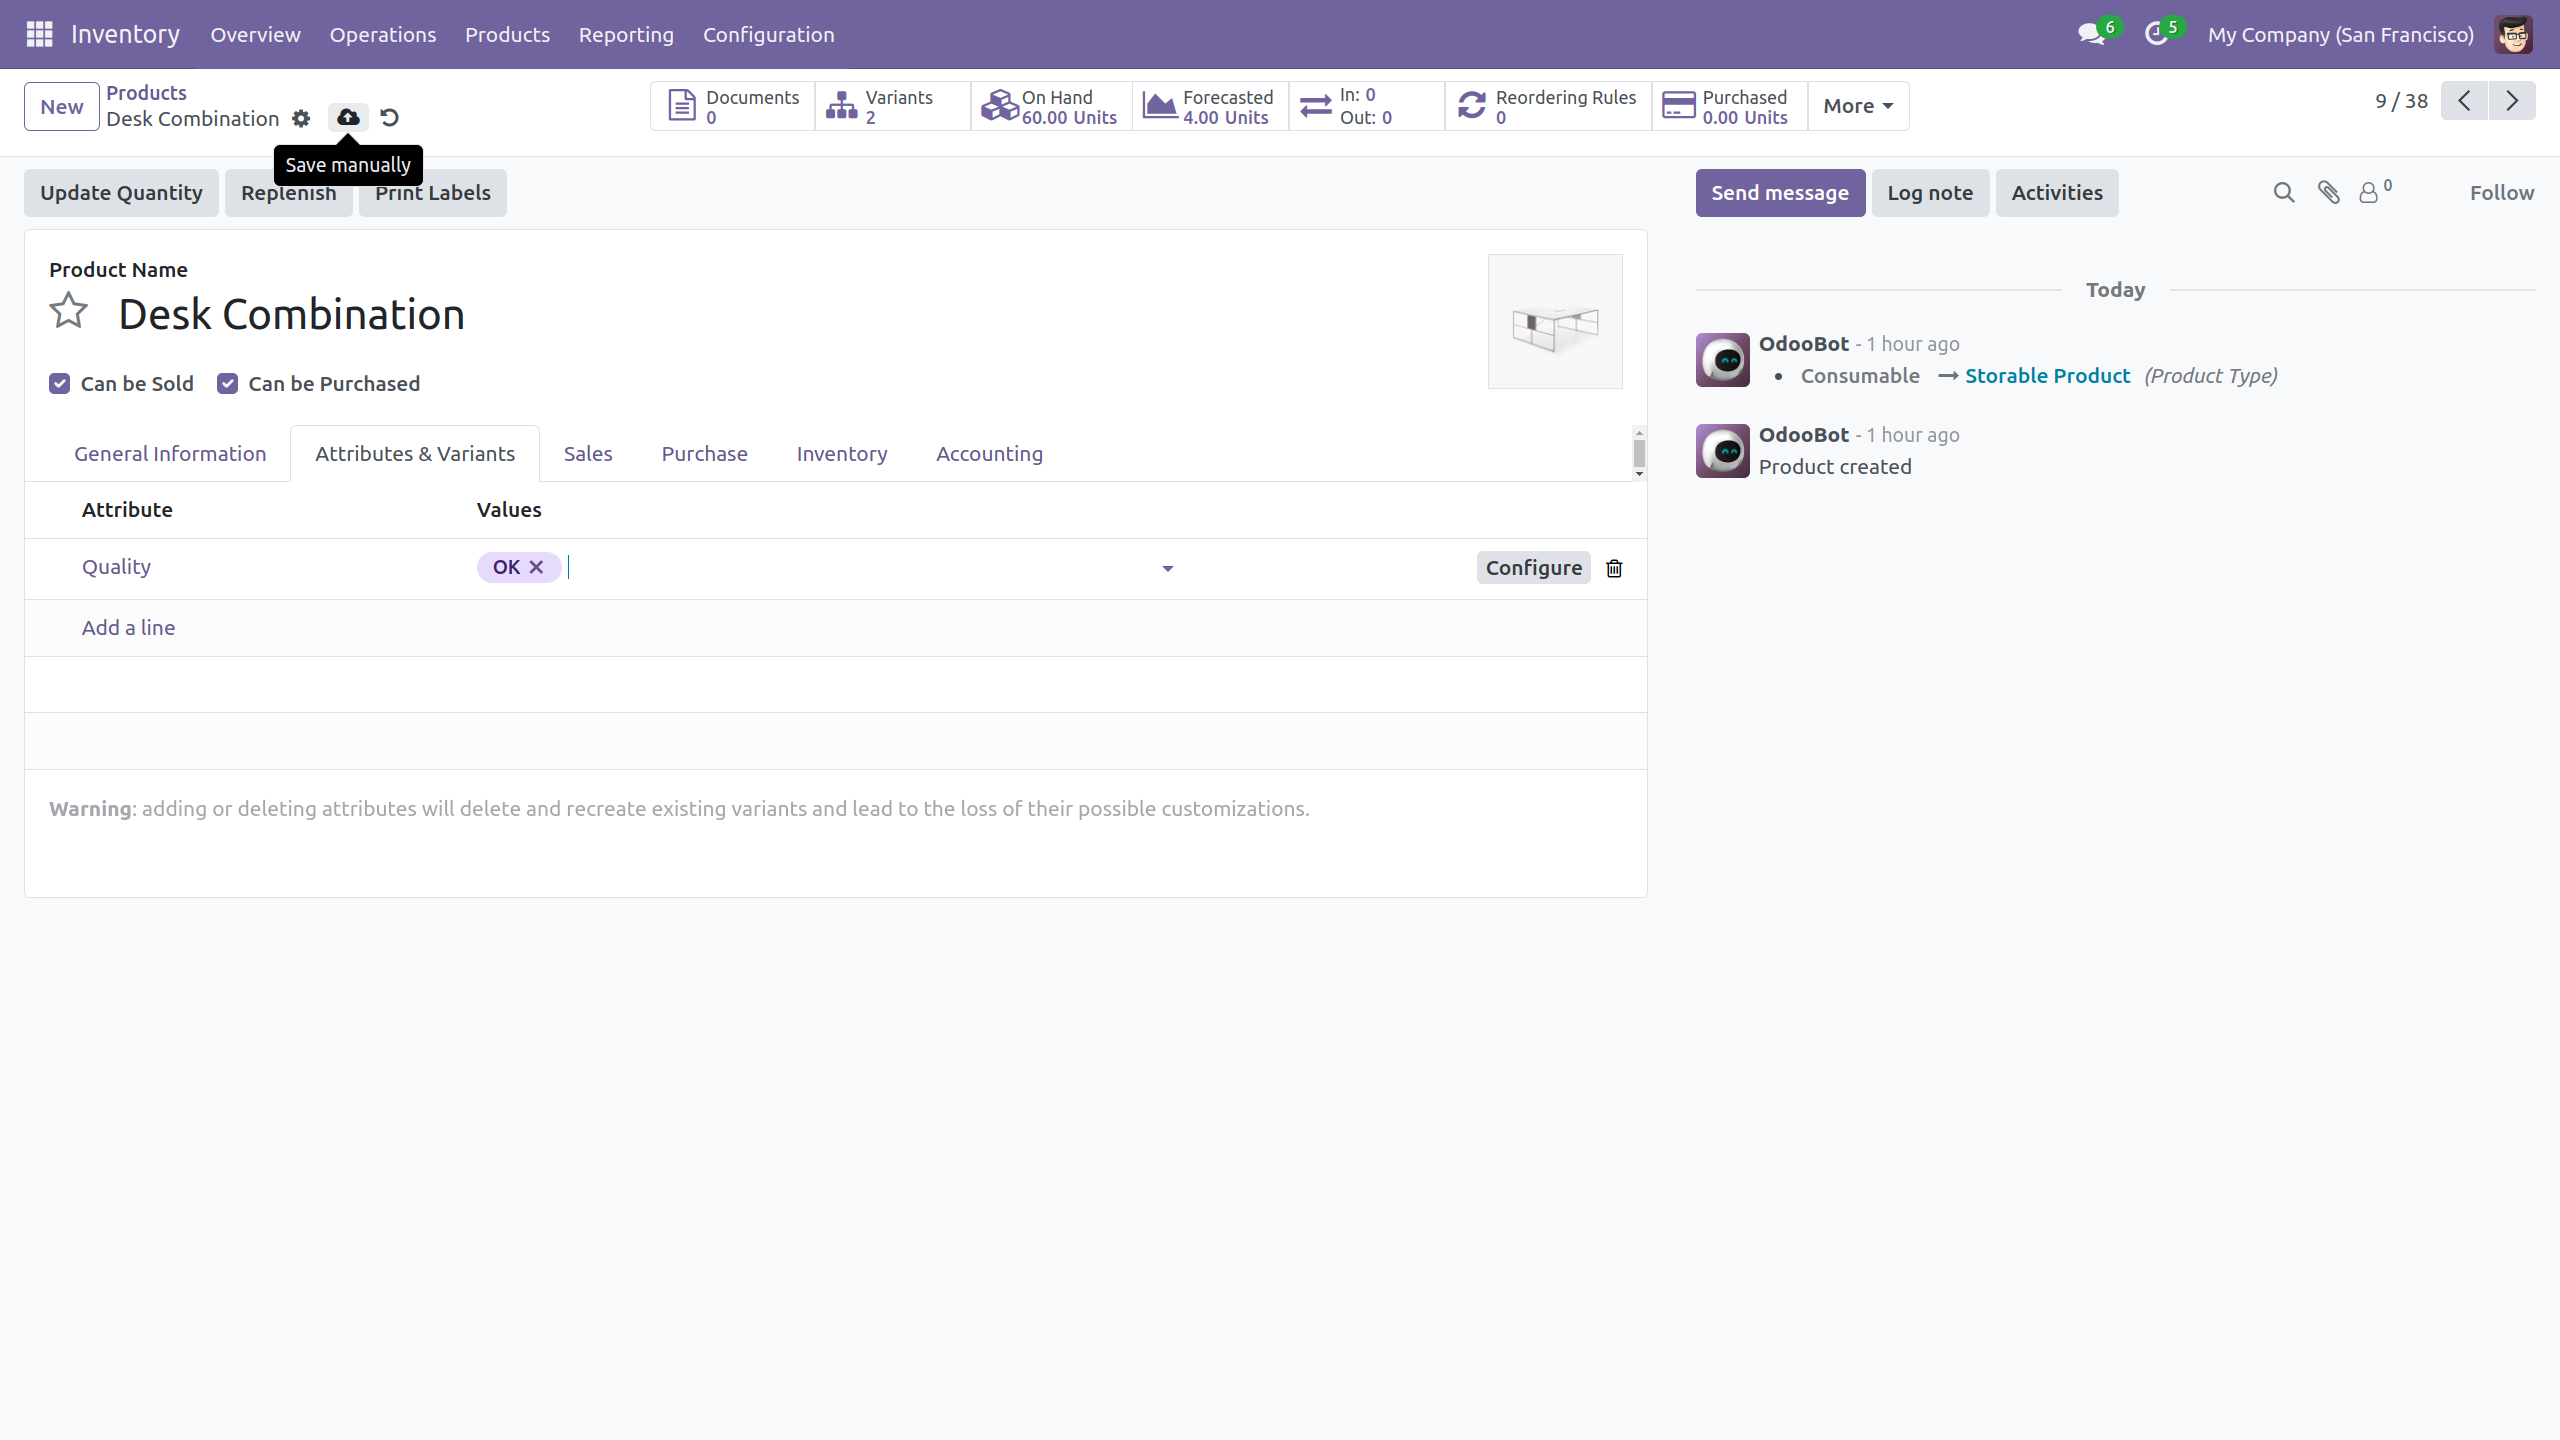 Inventory Overview Operations Products Reporting Configuration 6 5 My Company (San Francisco)
New Products
Desk Combination
Documents 0
Variants 2
On Hand 60.00 Units
Forecasted 4.00 Units
In: 0
Out: 0
Reordering Rules 0
Purchased 0.00 Units
More
9 / 38
Save manually
Update Quantity Replenish Print Labels
Send message Log note Activities 0 Follow
Product Name
Desk Combination
Can be Sold Can be Purchased
General Information Attributes & Variants Sales Purchase Inventory Accounting
Attribute Values
Quality OK Configure
Add a line
Warning: adding or deleting attributes will delete and recreate existing variants and lead to the loss of their possible customizations.
Today
OdooBot - 1 hour ago
Consumable Storable Product (Product Type)
OdooBot - 1 hour ago
Product created